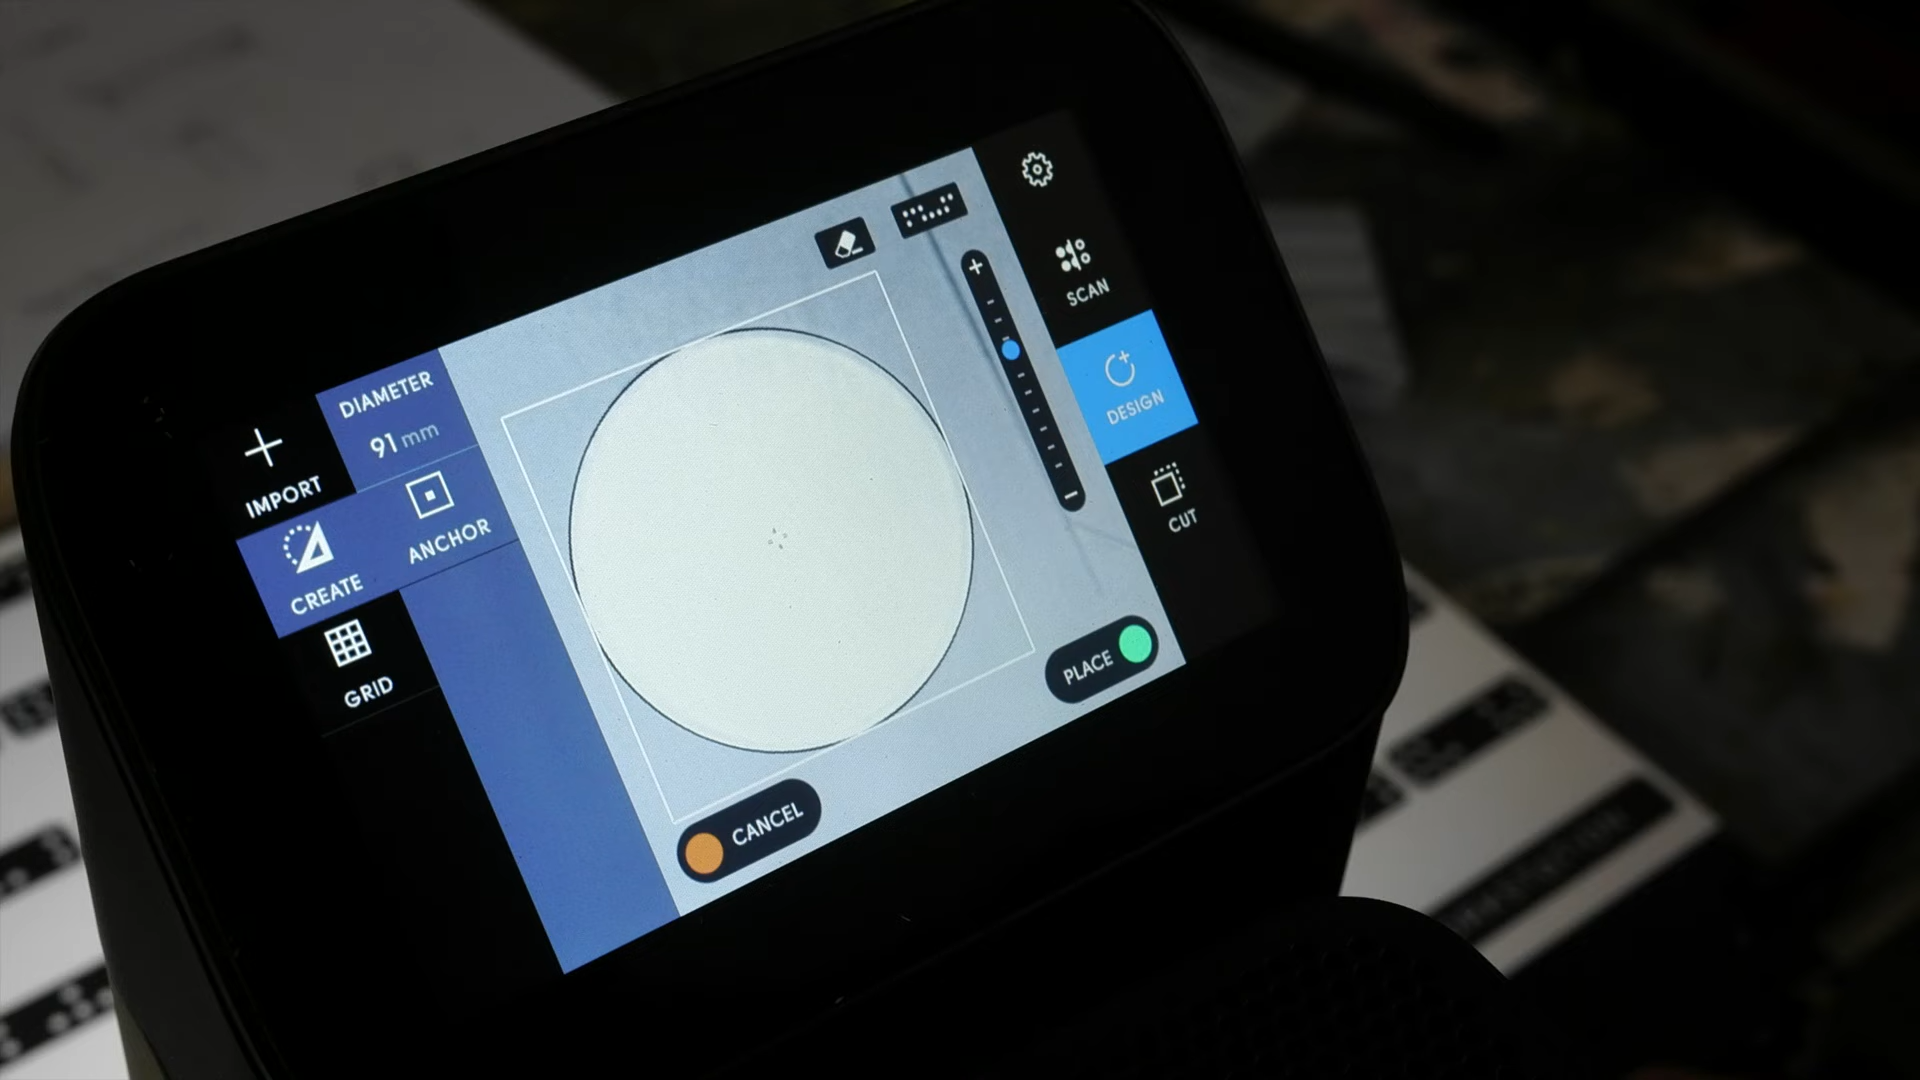 DIAMETER
91 mm
IMPORT
ANCHOR
CREATE
GRID
SCAN
DESIGN
CUT
PLACE
CANCEL